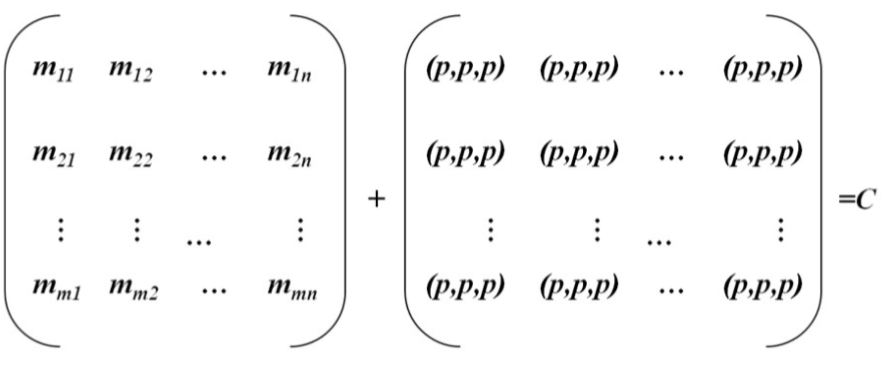 m11 m12 ... m1n (p,p,p) (p,p,p) ... (p,p,p)
m21 m22 ... m2n (p,p,p) (p,p,p) ... (p,p,p)
+ =C
⋮ ⋮ ... ⋮ ⋮ ⋮ ... ⋮
mm1 mm2 ... mmn (p,p,p) (p,p,p) ... (p,p,p)